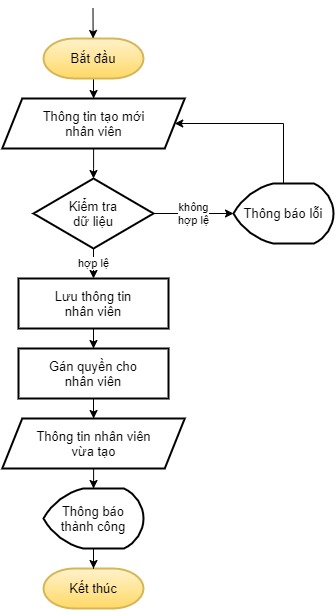 Bắt đầu
Thông tin tạo mới
nhân viên
Kiểm tra
dữ liệu
không
hợp lệ
Thông báo lỗi
hợp lệ
Lưu thông tin
nhân viên
Gán quyền cho
nhân viên
Thông tin nhân viên
vừa tạo
Thông báo
thành công
Kết thúc